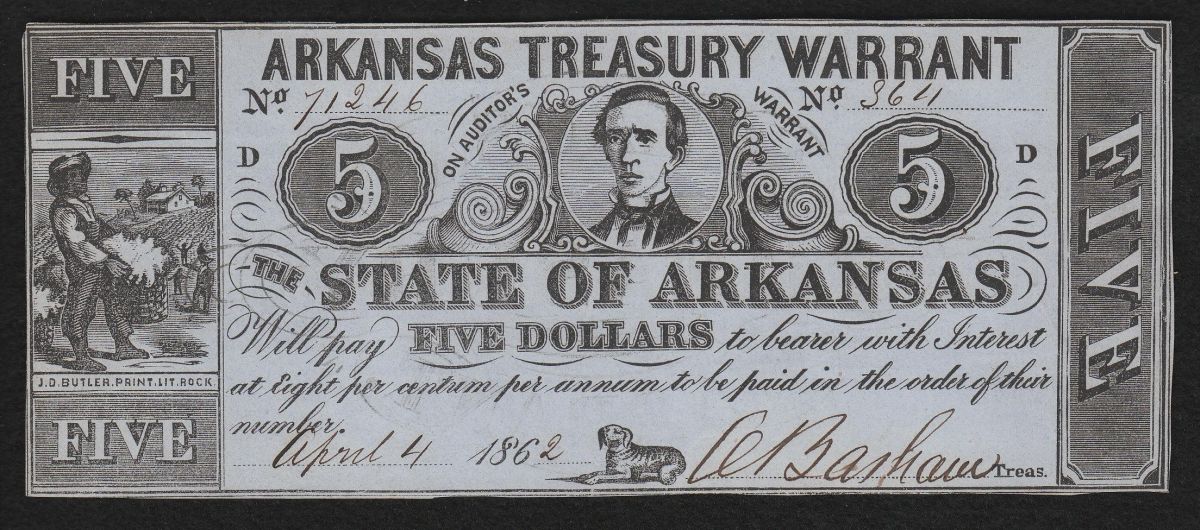 FIVE
ARKANSAS TREASURY WARRANT
No 71246
ON AUDITOR'S WARRANT
No 364
D 5 5 D
THE STATE OF ARKANSAS
Will pay FIVE DOLLARS to bearer with Interest
at Eight per centum per annum to be paid in the order of their
number.
April 4 1862
Treas.
J.D. BUTLER. PRINT. LIT. ROCK.
FIVE
FIVE